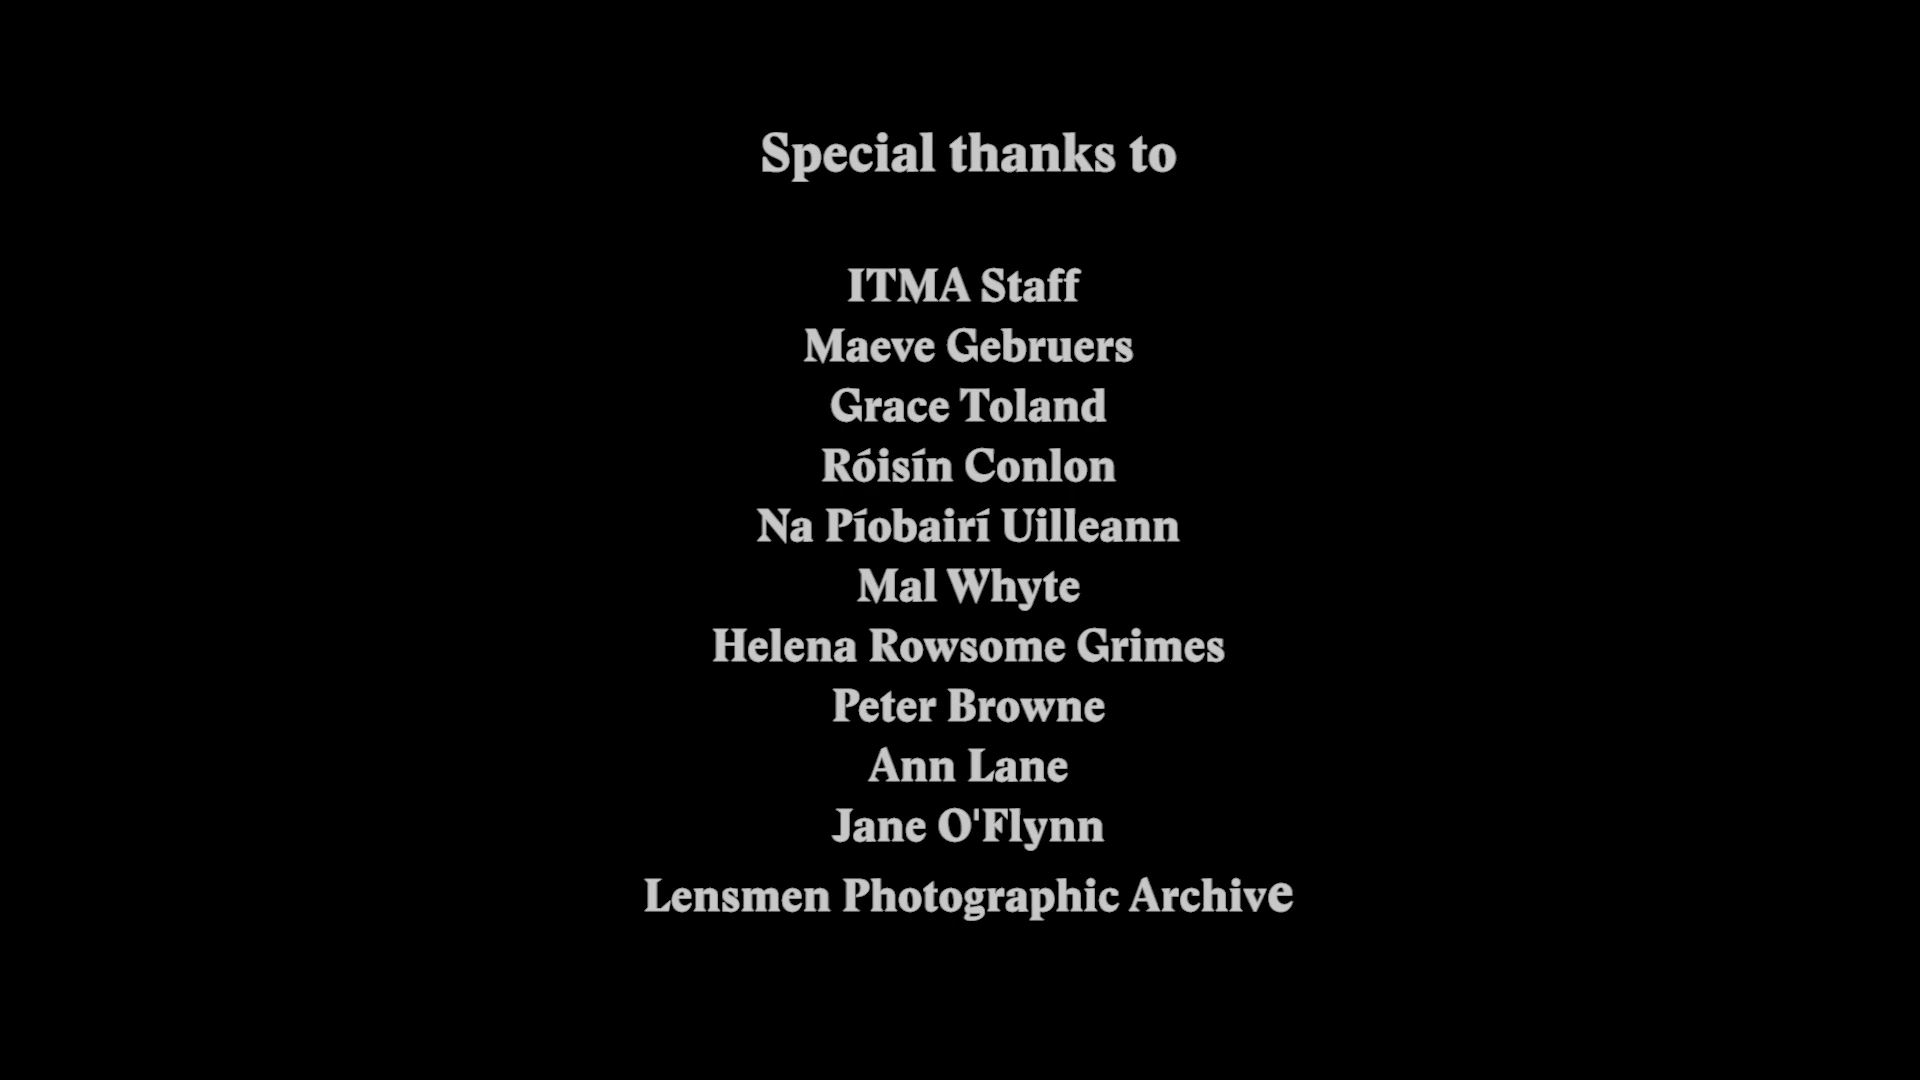 Special thanks to
ITMA Staff
Maeve Gebruers
Grace Toland
Róisín Conlon
Na Píobairí Uilleann
Mal Whyte
Helena Rowsome Grimes
Peter Browne
Ann Lane
Jane O'Flynn
Lensmen Photographic Archive